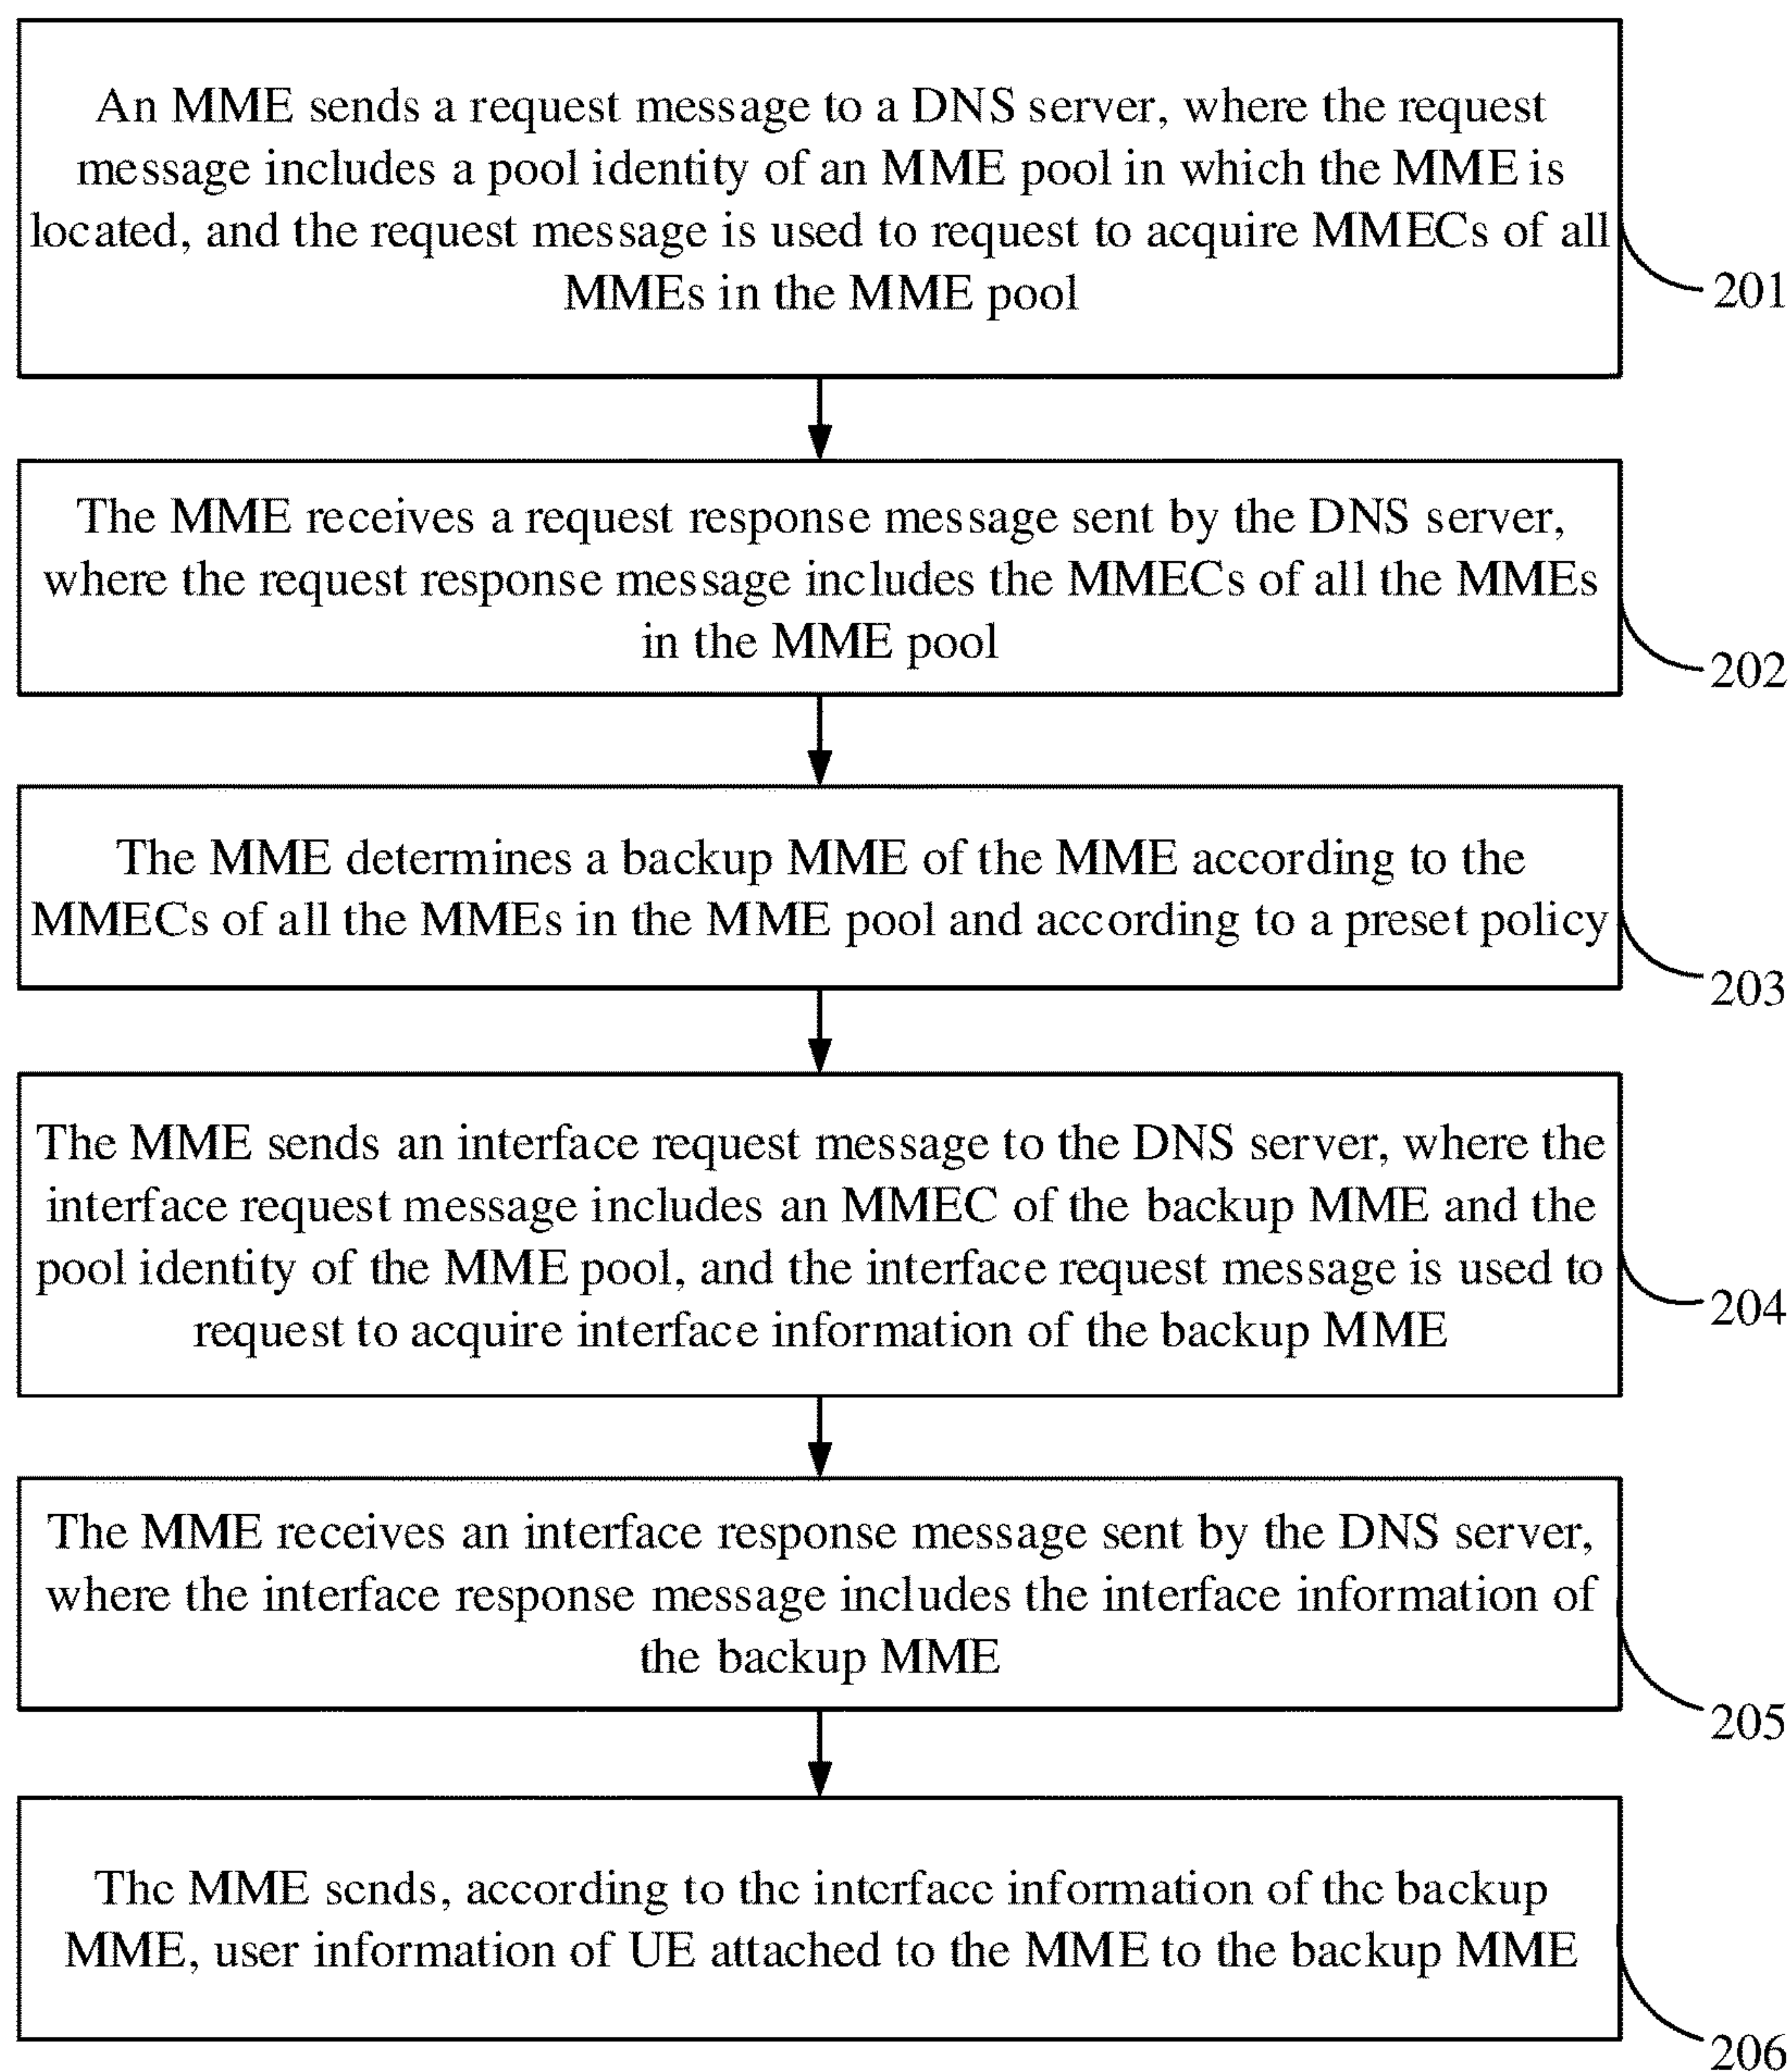 An MME sends a request message to a DNS server, where the request
message includes a pool identity of an MME pool in which the MME is
located, and the request message is used to request to acquire MMECs of all
MMEs in the MME pool
201
The MME receives a request response message sent by the DNS server,
where the request response message includes the MMECs of all the MMEs
in the MME pool
202
The MME determines a backup MME of the MME according to the
MMECs of all the MMEs in the MME pool and according to a preset policy
203
The MME sends an interface request message to the DNS server, where the
interface request message includes an MMEC of the backup MME and the
pool identity of the MME pool, and the interface request message is used to
request to acquire interface information of the backup MME
204
The MME receives an interface response message sent by the DNS server,
where the interface response message includes the interface information of
the backup MME
205
The MME sends, according to the interface information of the backup
MME, user information of UE attached to the MME to the backup MME
206